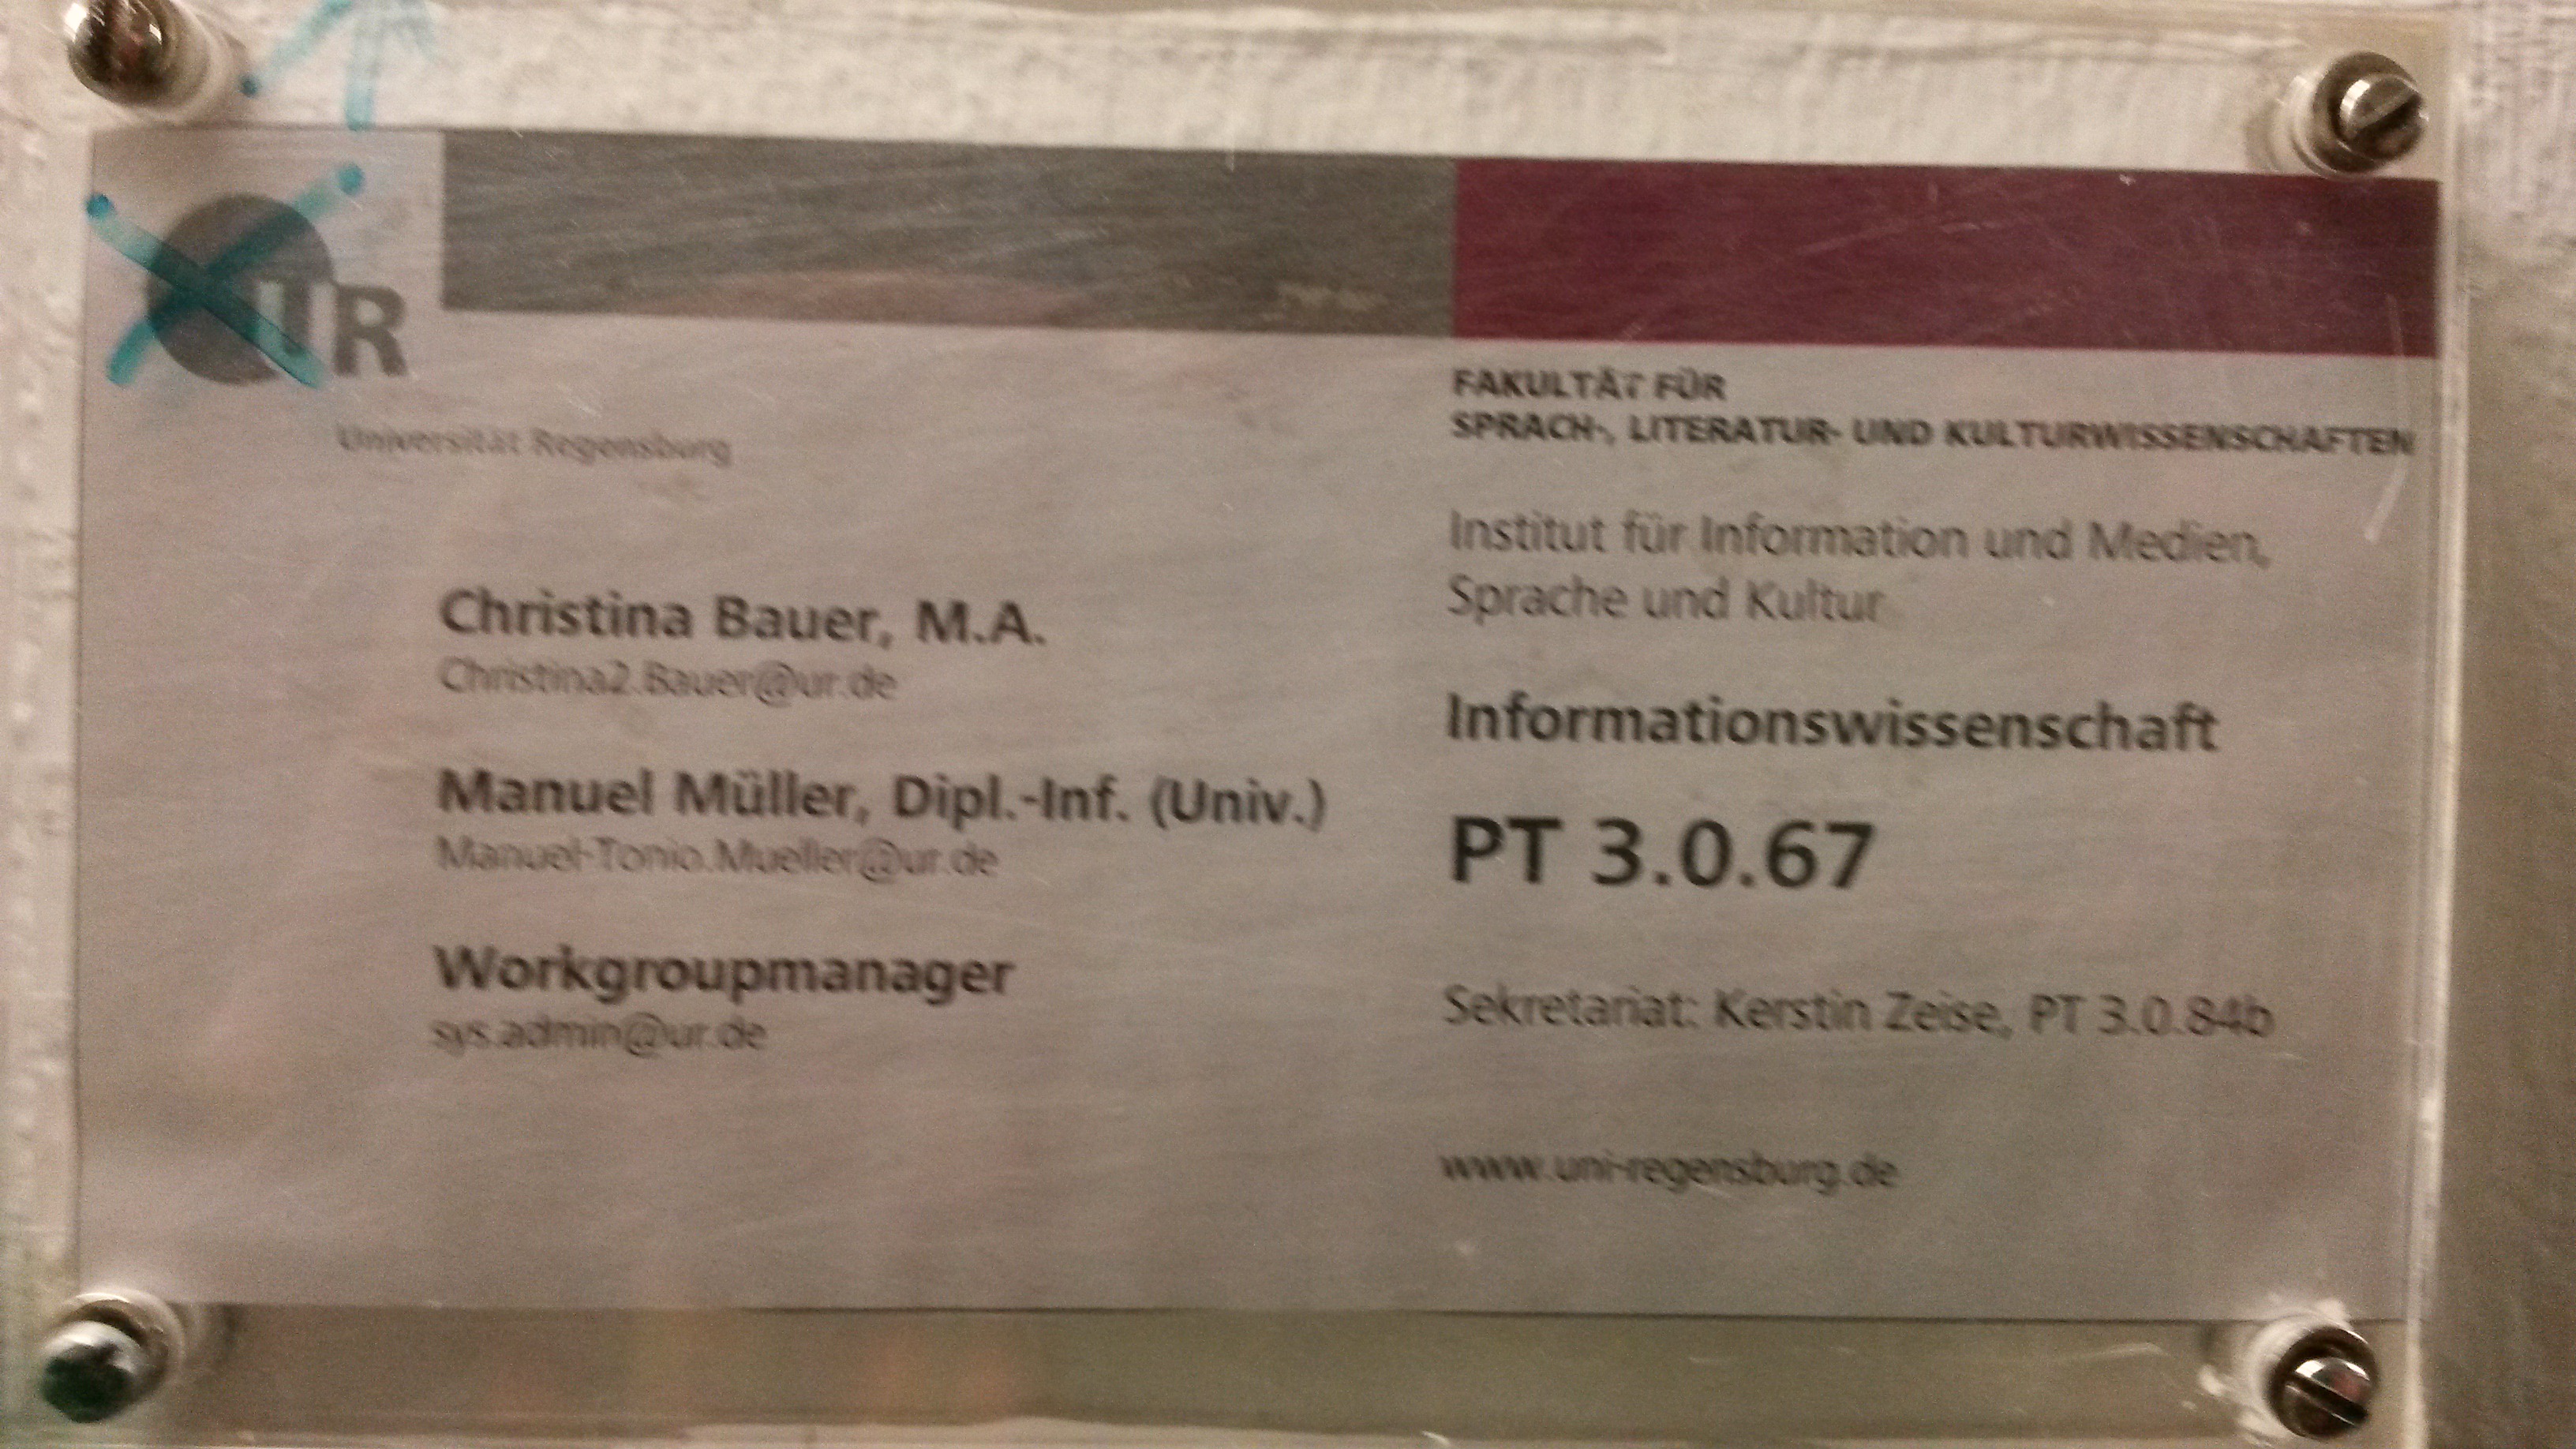 UR
Universität Regensburg
FAKULTÄT FÜR
SPRACH-, LITERATUR- UND KULTURWISSENSCHAFTEN
Institut für Information und Medien,
Sprache und Kultur
Informationswissenschaft
PT 3.0.67
Sekretariat: Kerstin Zeise, PT 3.0.84b
www.uni-regensburg.de
Christina Bauer, M.A.
Christina2.Bauer@ur.de
Manuel Müller, Dipl.-Inf. (Univ.)
Manuel-Tonio.Mueller@ur.de
Workgroupmanager
sys.admin@ur.de